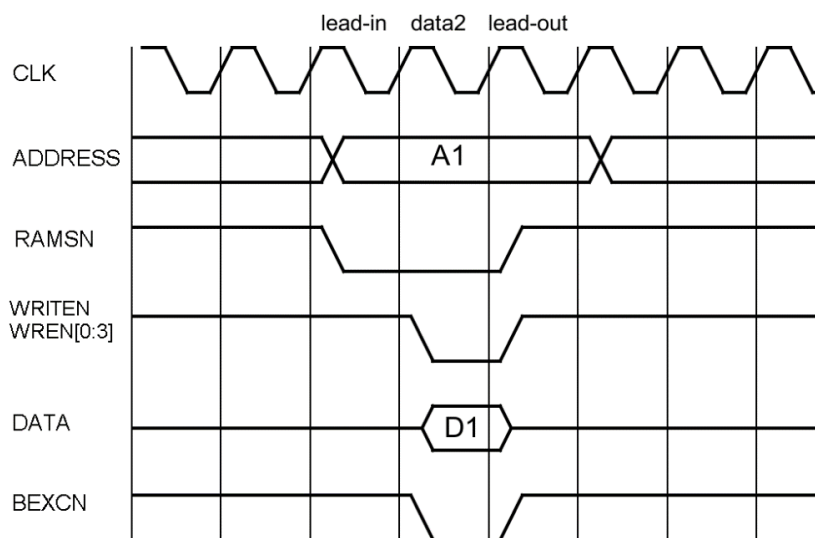 lead-in data2 lead-out
CLK
ADDRESS A1
RAMSN
WRITEN
WREN[0:3]
DATA D1
BEXCN